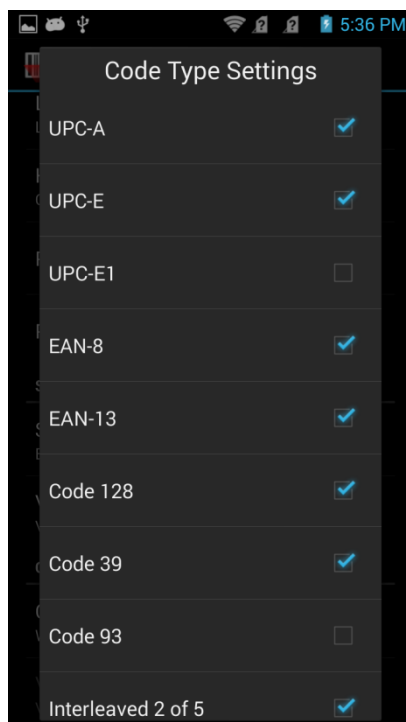 5:36 PM
Code Type Settings
UPC-A
UPC-E
UPC-E1
EAN-8
EAN-13
Code 128
Code 39
Code 93
Interleaved 2 of 5